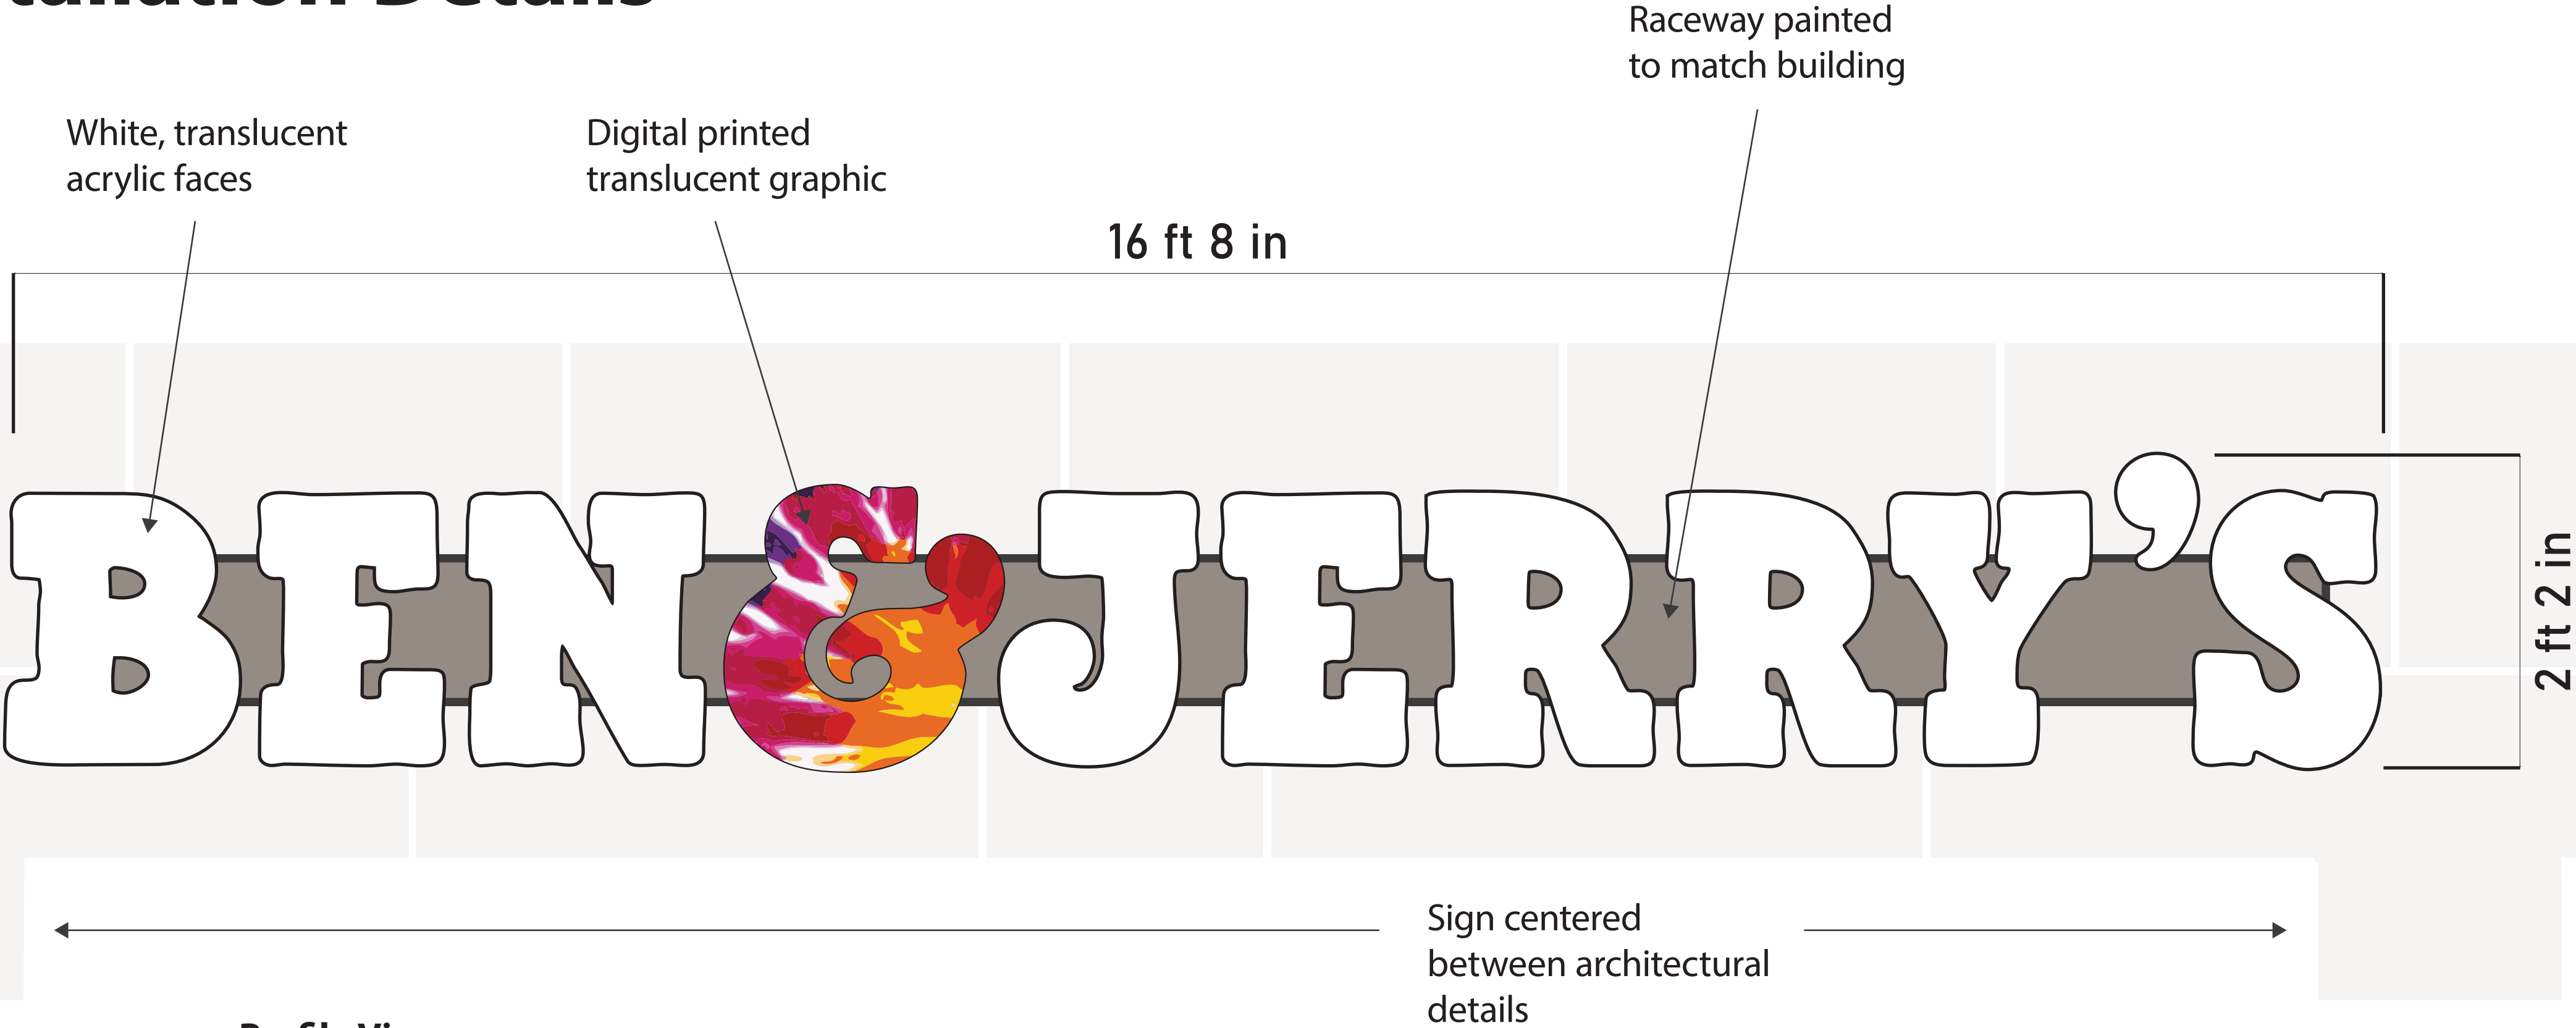 Raceway painted
to match building
White, translucent
acrylic faces
Digital printed
translucent graphic
16 ft 8 in
BEN&JERRY'S
2 ft 2 in
Sign centered
between architectural
details